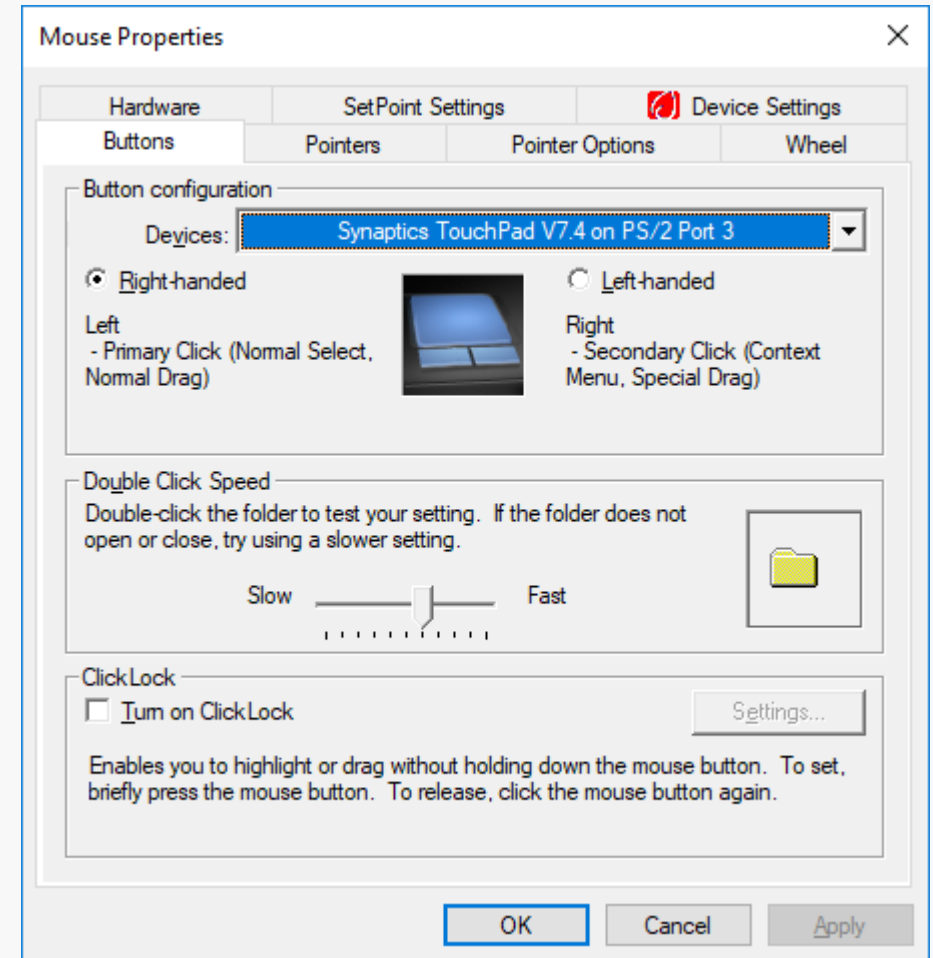 Mouse Properties
Hardware
SetPoint Settings
Device Settings
Buttons
Pointers
Pointer Options
Wheel
Button configuration
Devices:
Synaptics TouchPad V7.4 on PS/2 Port 3
Right-handed
Left-handed
Left
- Primary Click (Normal Select,
Normal Drag)
Right
- Secondary Click (Context
Menu, Special Drag)
Double Click Speed
Double-click the folder to test your setting. If the folder does not
open or close, try using a slower setting.
Slow
Fast
ClickLock
Turn on ClickLock
Settings...
Enables you to highlight or drag without holding down the mouse button. To set,
briefly press the mouse button. To release, click the mouse button again.
OK
Cancel
Apply